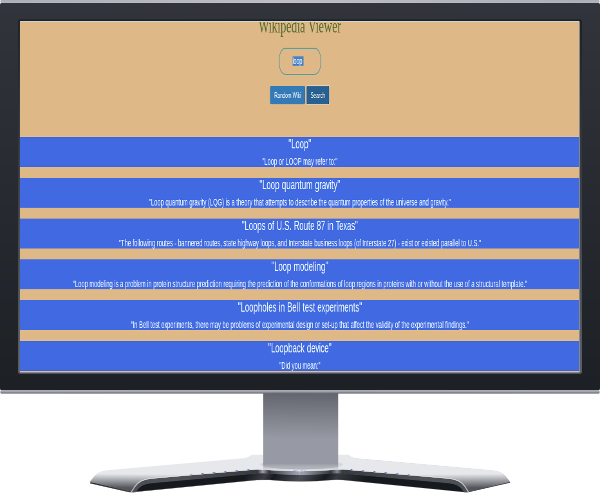 Wikipedia Viewer
loop
Random Wiki
Search
"Loop"
"Loop or LOOP may refer to:"
"Loop quantum gravity"
"Loop quantum gravity (LQG) is a theory that attempts to describe the quantum properties of the universe and gravity."
"Loops of U.S. Route 87 in Texas"
"The following routes - bannered routes, state highway loops, and Interstate business loops (of Interstate 27) - exist or existed parallel to U.S."
"Loop modeling"
"Loop modeling is a problem in protein structure prediction requiring the prediction of the conformations of loop regions in proteins with or without the use of a structural template."
"Loopholes in Bell test experiments"
"In Bell test experiments, there may be problems of experimental design or set-up that affect the validity of the experimental findings."
"Loopback device"
"Did you mean:"